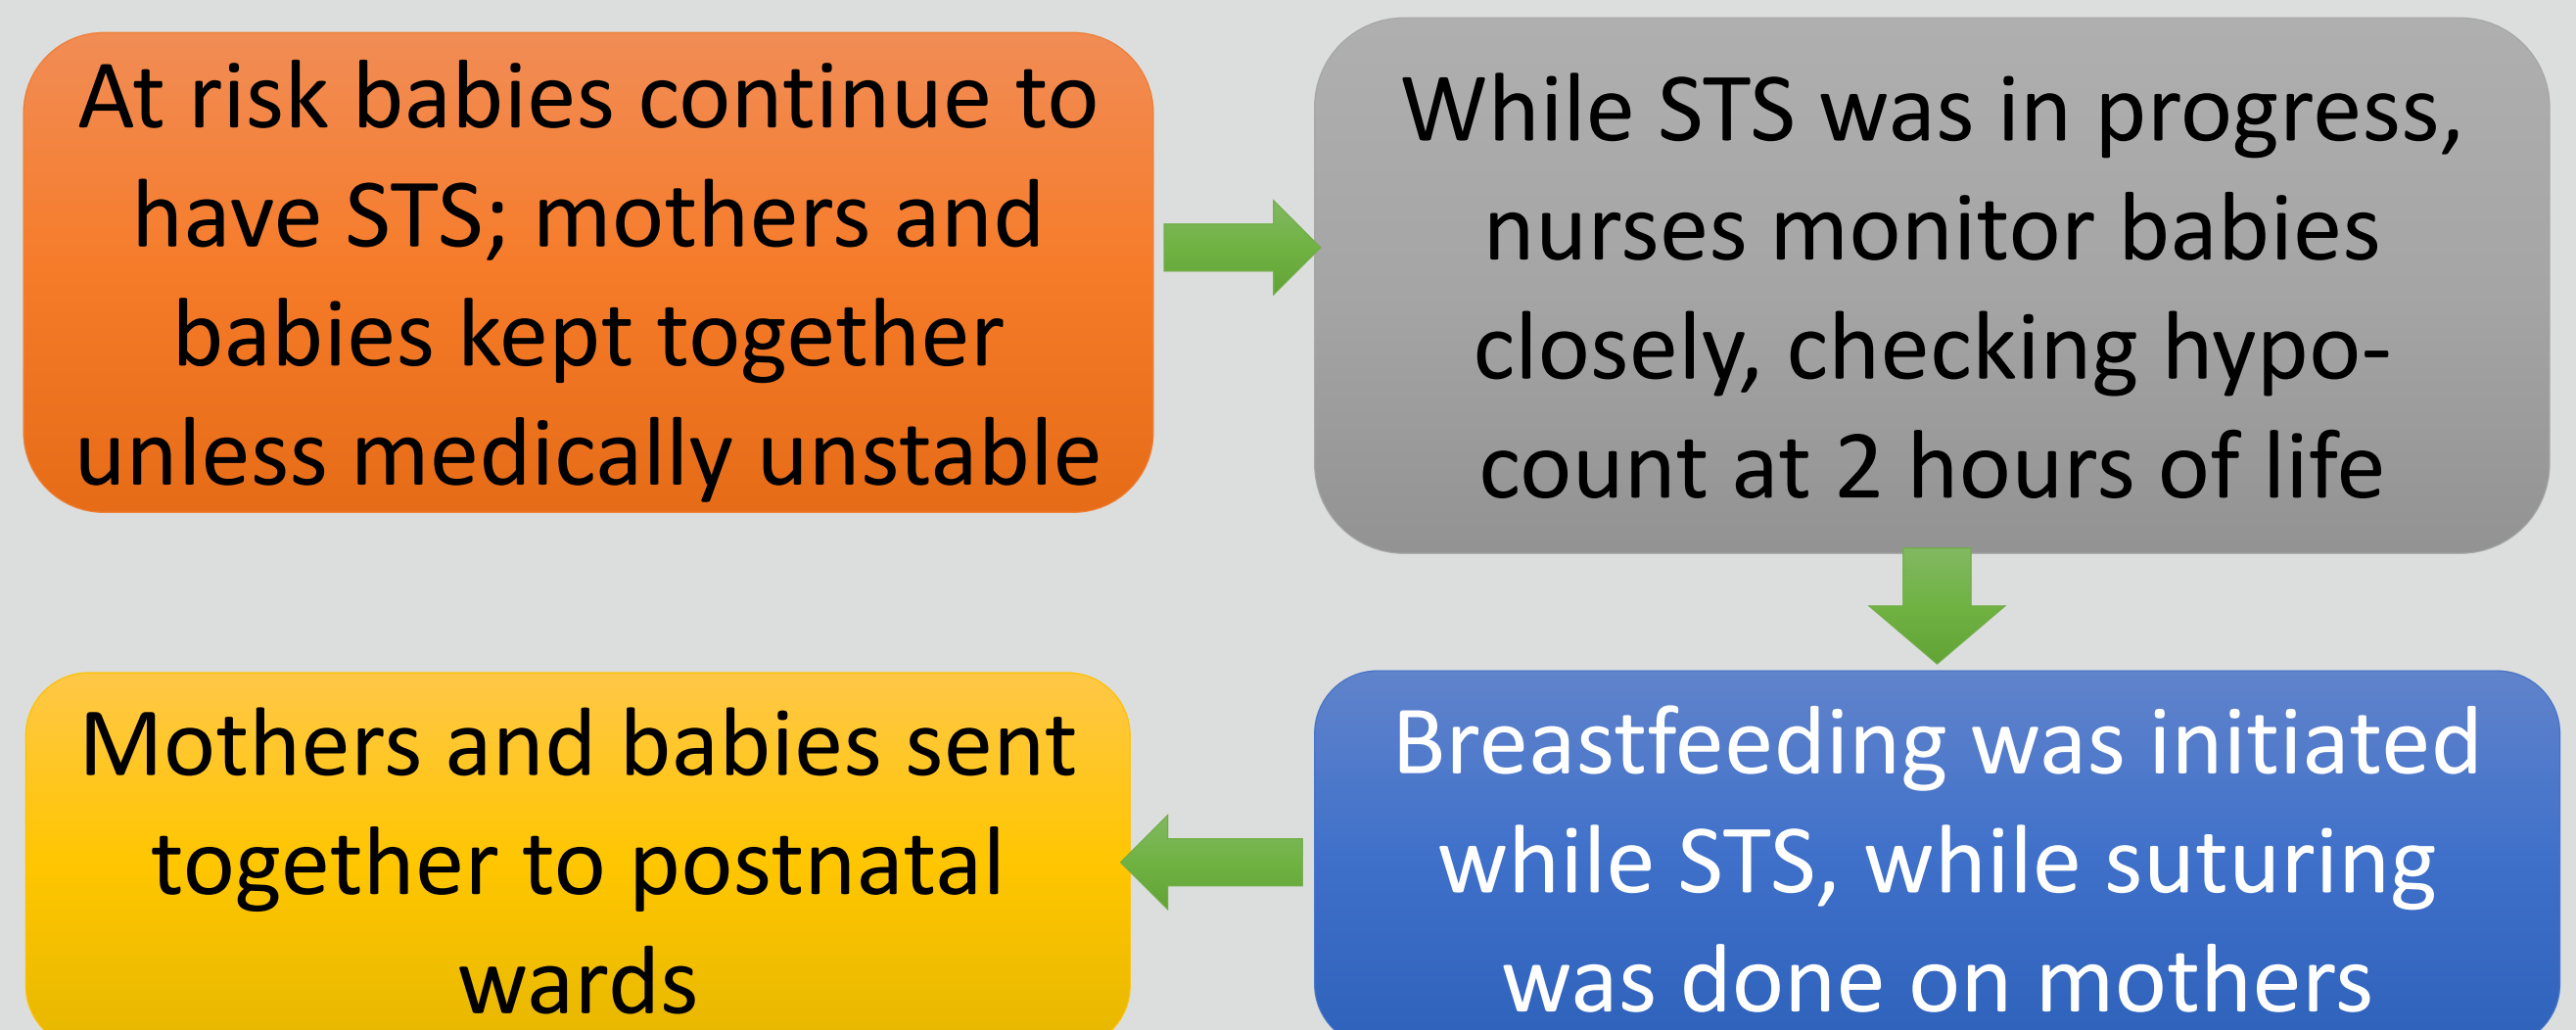 At risk babies continue to
have STS; mothers and
babies kept together
unless medically unstable
While STS was in progress,
nurses monitor babies
closely, checking hypo-
count at 2 hours of life
Breastfeeding was initiated
while STS, while suturing
was done on mothers
Mothers and babies sent
together to postnatal
wards